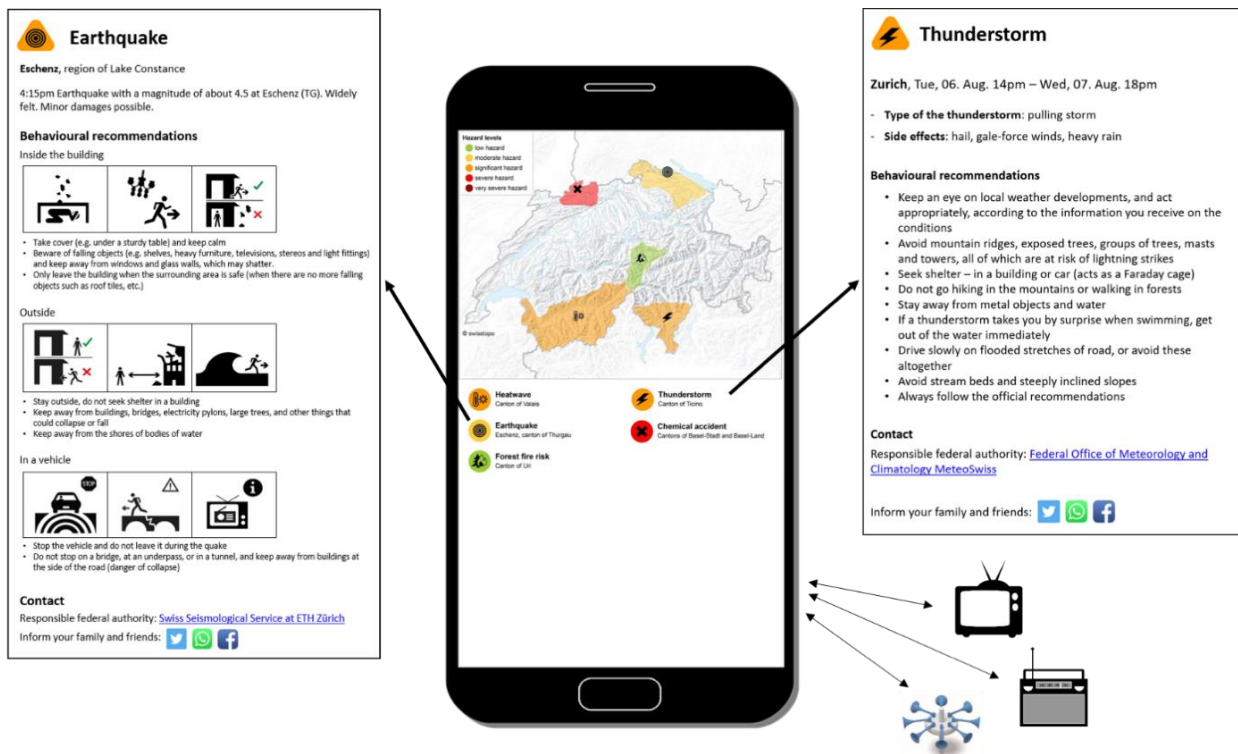 Earthquake
Eschenz, region of Lake Constance
4:15pm Earthquake with a magnitude of about 4.5 at Eschenz (TG). Widely
felt. Minor damages possible.
Behavioural recommendations
Inside the building
• Take cover (e.g. under a sturdy table) and keep calm
• Beware of falling objects (e.g. shelves, heavy furniture, televisions, stereos and light fittings)
and keep away from windows and glass walls, which may shatter.
• Only leave the building when the surrounding area is safe (when there are no more falling
objects such as roof tiles, etc.)
Outside
• Stay outside, do not seek shelter in a building
• Keep away from buildings, bridges, electricity pylons, large trees, and other things that
could collapse or fall
• Keep away from the shores of bodies of water
In a vehicle
STOP
• Stop the vehicle and do not leave it during the quake
• Do not stop on a bridge, at an underpass, or in a tunnel, and keep away from buildings at
the side of the road (danger of collapse)
Contact
Responsible federal authority: Swiss Seismological Service at ETH Zürich
Inform your family and friends:
Hazard levels
low hazard
moderate hazard
significant hazard
severe hazard
very severe hazard
© swisstopo
Heatwave
Canton of Valais
Earthquake
Eschenz, canton of Thurgau
Forest fire risk
Canton of Uri
Thunderstorm
Canton of Ticino
Chemical accident
Cantons of Basel-Stadt and Basel-Land
Thunderstorm
Zurich, Tue, 06. Aug. 14pm – Wed, 07. Aug. 18pm
- Type of the thunderstorm: pulling storm
- Side effects: hail, gale-force winds, heavy rain
Behavioural recommendations
• Keep an eye on local weather developments, and act
appropriately, according to the information you receive on the
conditions
• Avoid mountain ridges, exposed trees, groups of trees, masts
and towers, all of which are at risk of lightning strikes
• Seek shelter – in a building or car (acts as a Faraday cage)
• Do not go hiking in the mountains or walking in forests
• Stay away from metal objects and water
• If a thunderstorm takes you by surprise when swimming, get
out of the water immediately
• Drive slowly on flooded stretches of road, or avoid these
altogether
• Avoid stream beds and steeply inclined slopes
• Always follow the official recommendations
Contact
Responsible federal authority: Federal Office of Meteorology and
Climatology MeteoSwiss
Inform your family and friends: